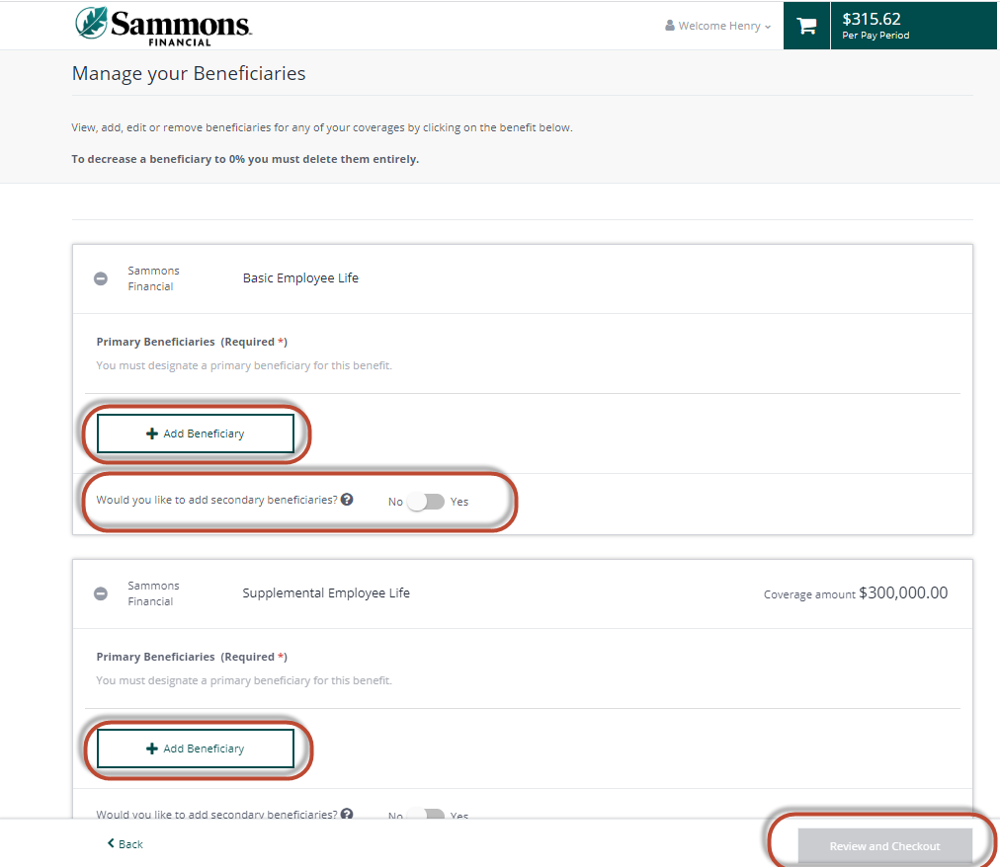 Sammons
FINANCIAL
Welcome Henry
$315.62
Per Pay Period
Manage your Beneficiaries
View, add, edit or remove beneficiaries for any of your coverages by clicking on the benefit below.
To decrease a beneficiary to 0% you must delete them entirely.
Sammons
Financial
Basic Employee Life
Primary Beneficiaries (Required *)
You must designate a primary beneficiary for this benefit.
Add Beneficiary
Would you like to add secondary beneficiaries? ? No Yes
Sammons
Financial
Supplemental Employee Life
Coverage amount $300,000.00
Primary Beneficiaries (Required *)
You must designate a primary beneficiary for this benefit.
Add Beneficiary
Would you like to add secondary beneficiaries? ? No Yes
Back
Review and Checkout